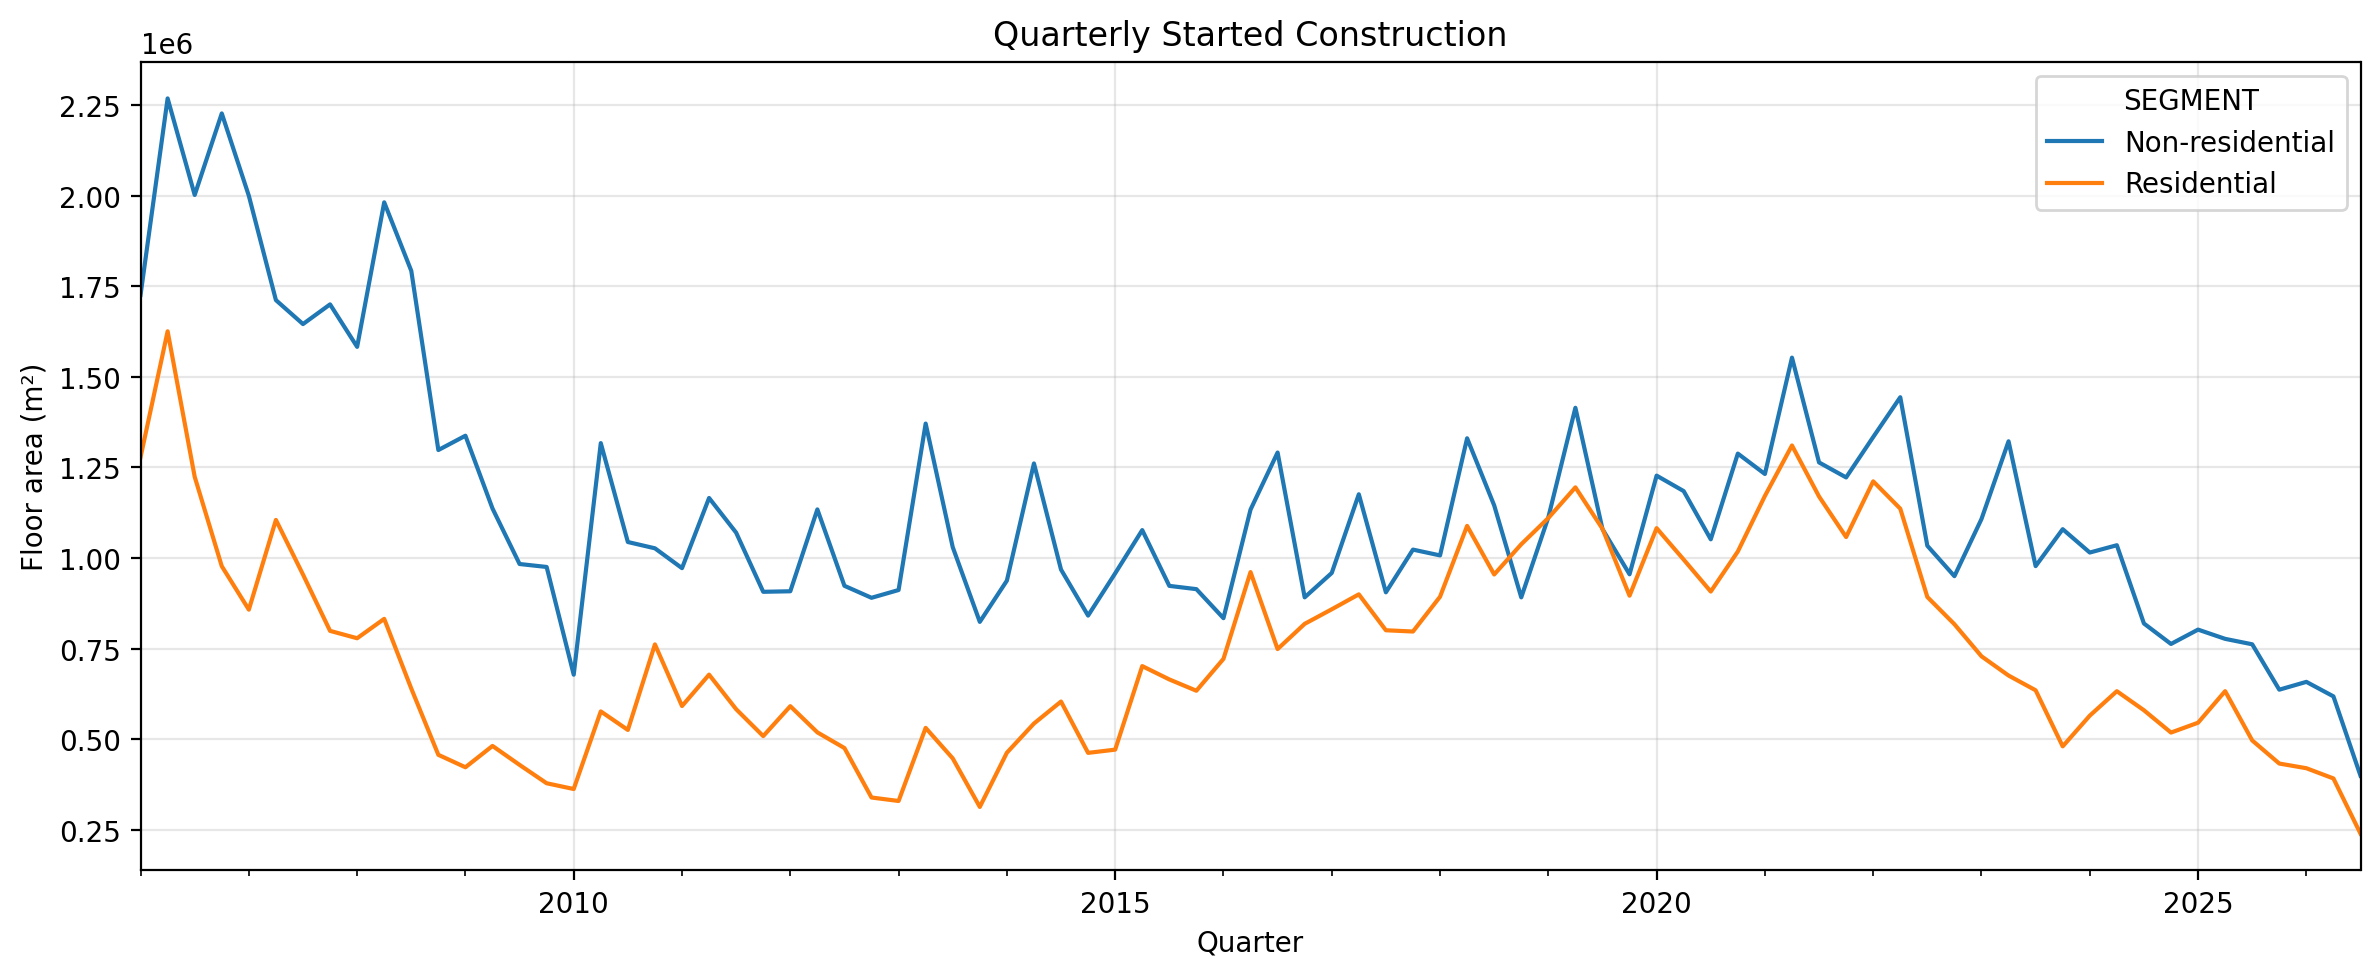 Quarterly Started Construction
1e6
2.25
2.00
1.75
1.50
1.25
1.00
0.75
0.50
0.25
Floor area (m²)
SEGMENT
Non-residential
Residential
2010
2015
2020
2025
Quarter